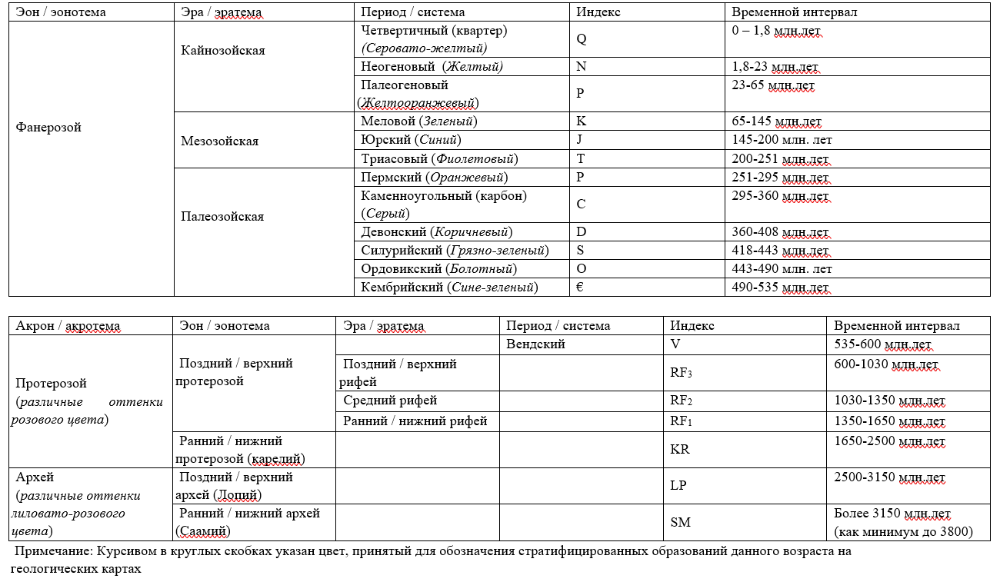 Эон / эонотема Эра / эратема Период / система Индекс Временной интервал
Фанерозой
Кайнозойская
Четвертичный (квартер)
(Серовато-желтый)
Q
0 – 1,8 млн.лет
Неогеновый (Желтый) N 1,8-23 млн.лет
Палеогеновый
(Желтооранжевый)
P
23-65 млн.лет
Мезозойская
Меловой (Зеленый) K 65-145 млн.лет
Юрский (Синий) J 145-200 млн. лет
Триасовый (Фиолетовый) T 200-251 млн.лет
Палеозойская
Пермский (Оранжевый) P 251-295 млн.лет
Каменноугольный (карбон)
(Серый)
C
295-360 млн.лет
Девонский (Коричневый) D 360-408 млн.лет
Силурийский (Грязно-зеленый) S 418-443 млн.лет
Ордовикский (Болотный) O 443-490 млн. лет
Кембрийский (Сине-зеленый) € 490-535 млн.лет
Акрон / акротема Эон / эонотема Эра / эратема Период / система Индекс Временной интервал
Протерозой
(различные оттенки
розового цвета)
Поздний / верхний
протерозой
Вендский V 535-600 млн.лет
Поздний / верхний
рифей
RF3
600-1030 млн.лет
Средний рифей RF2 1030-1350 млн.лет
Ранний / нижний рифей RF1 1350-1650 млн.лет
Ранний / нижний
протерозой (карелий)
KR
1650-2500 млн.лет
Архей
(различные оттенки
лиловато-розового
цвета)
Поздний / верхний
архей (Лопий)
LP
2500-3150 млн.лет
Ранний / нижний архей
(Саамий)
SM
Более 3150 млн.лет
(как минимум до 3800)
Примечание: Курсивом в круглых скобках указан цвет, принятый для обозначения стратифицированных образований данного возраста на
геологических картах